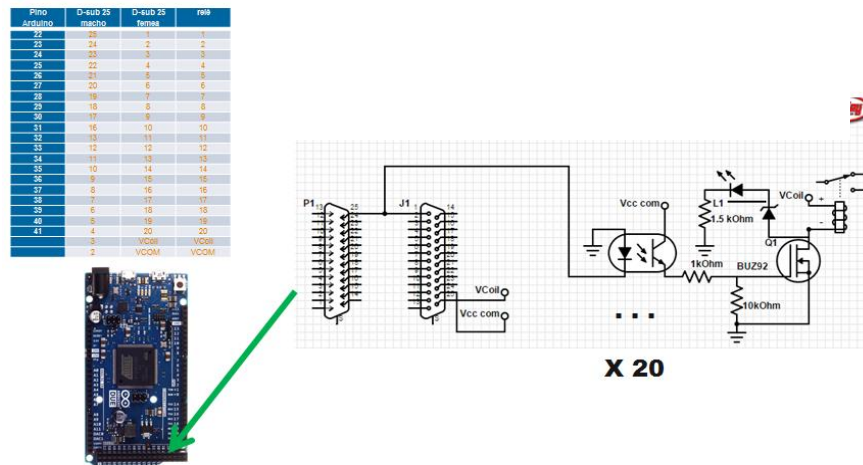 Pino D-sub 25 D-sub 25 relé
Arduino macho femea
22 25 1 1
23 24 2 2
24 23 3 3
25 22 4 4
26 21 5 5
27 20 6 6
28 19 7 7
29 18 8 8
30 17 9 9
31 16 10 10
32 13 11 11
33 12 12 12
34 11 13 13
35 10 14 14
36 9 15 15
37 8 16 16
38 7 17 17
39 6 18 18
40 5 19 19
41 4 20 20
3 VCoil VCoil
2 VCOM VCOM
P1 13 25 J1 14
VCoil
Vcc com
Vcc com
L1
1.5 kOhm
VCoil + -
Q1
1kOhm
BUZ92
10kOhm
...
X 20